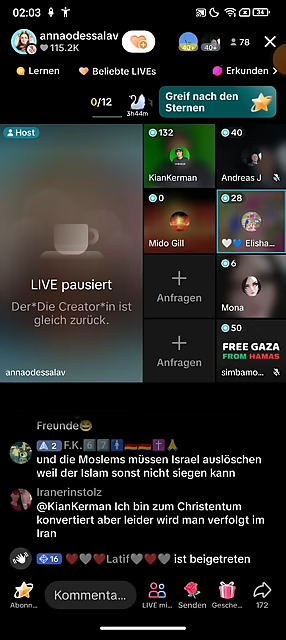 02:03
34
annaodessalav
115.2K
40+
40+
78
Lernen
Beliebte LIVEs
Erkunden >
0/12
3h44m
Greif nach den
Sternen
Host
132
KianKerman
40
Andreas J
0
Mido Gill
28
Elisha...
LIVE pausiert
Der*Die Creator*in ist
gleich zurück.
Anfragen
6
Mona
Anfragen
50
FREE GAZA
FROM HAMAS
simbamo...
annaodessalav
Freunde
2 F.K. 6 7
und die Moslems müssen Israel auslöschen
weil der Islam sonst nicht siegen kann
Iranerinstolz
@KianKerman Ich bin zum Christentum
konvertiert aber leider wird man verfolgt im
Iran
16 Latif ist beigetreten
Kommenta...
Abonn...
LIVE mi...
Senden
Gesche...
172